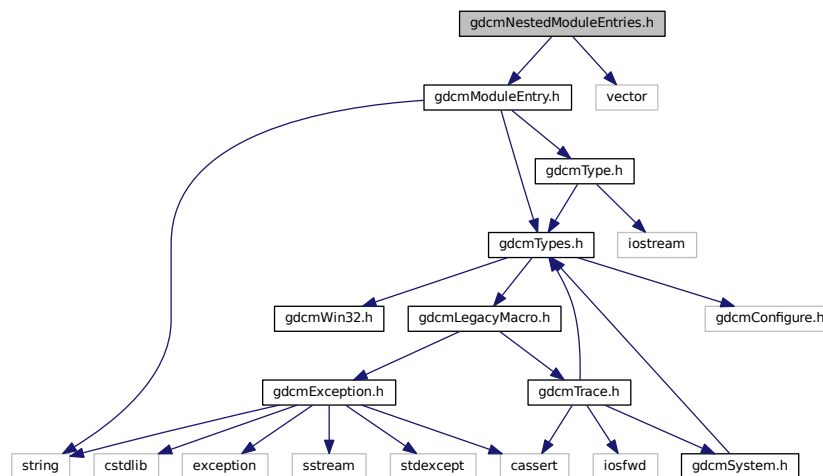 gdcmNestedModuleEntries.h
gdcmModuleEntry.h
vector
gdcmType.h
gdcmTypes.h
iostream
gdcmWin32.h
gdcmLegacyMacro.h
gdcmConfigure.h
gdcmException.h
gdcmTrace.h
string
cstdlib
exception
sstream
stdexcept
cassert
iosfwd
gdcmSystem.h